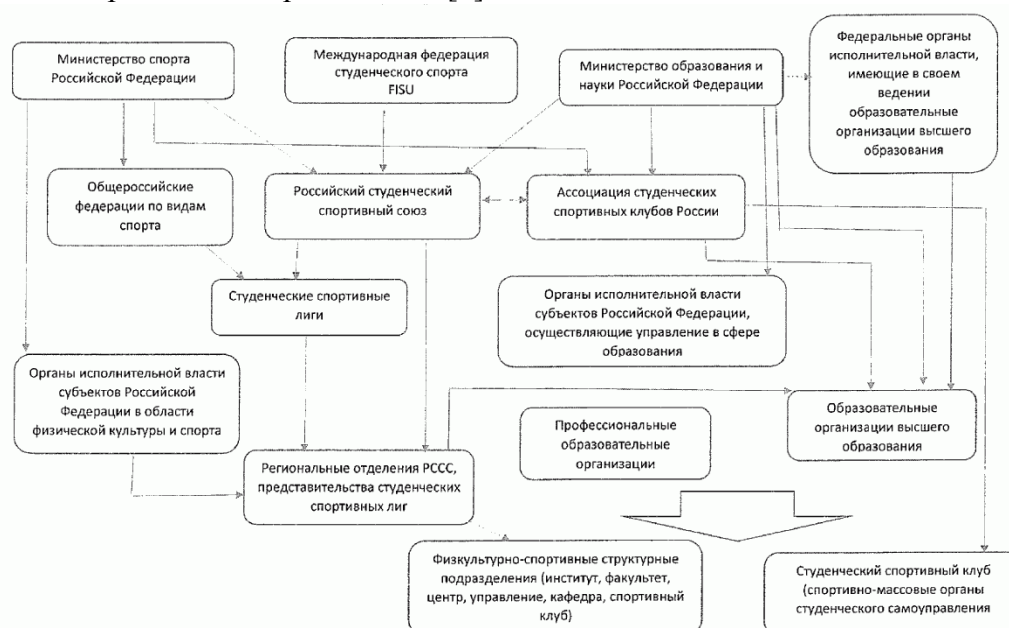 Министерство спорта
Российской Федерации
Международная федерация
студенческого спорта
FISU
Министерство образования и
науки Российской Федерации
Федеральные органы
исполнительной власти,
имеющие в своем
ведении
образовательные
организации высшего
образования
Общероссийские
федерации по видам
спорта
Российский студенческий
спортивный союз
Ассоциация студенческих
спортивных клубов России
Студенческие спортивные
лиги
Органы исполнительной власти
субъектов Российской Федерации,
осуществляющие управление в сфере
образования
Органы исполнительной власти
субъектов Российской
Федерации в области
физической культуры и спорта
Профессиональные
образовательные
организации
Образовательные
организации высшего
образования
Региональные отделения РССС,
представительства студенческих
спортивных лиг
Физкультурно-спортивные структурные
подразделения (институт, факультет,
центр, управление, кафедра, спортивный
клуб)
Студенческий спортивный клуб
(спортивно-массовые органы
студенческого самоуправления